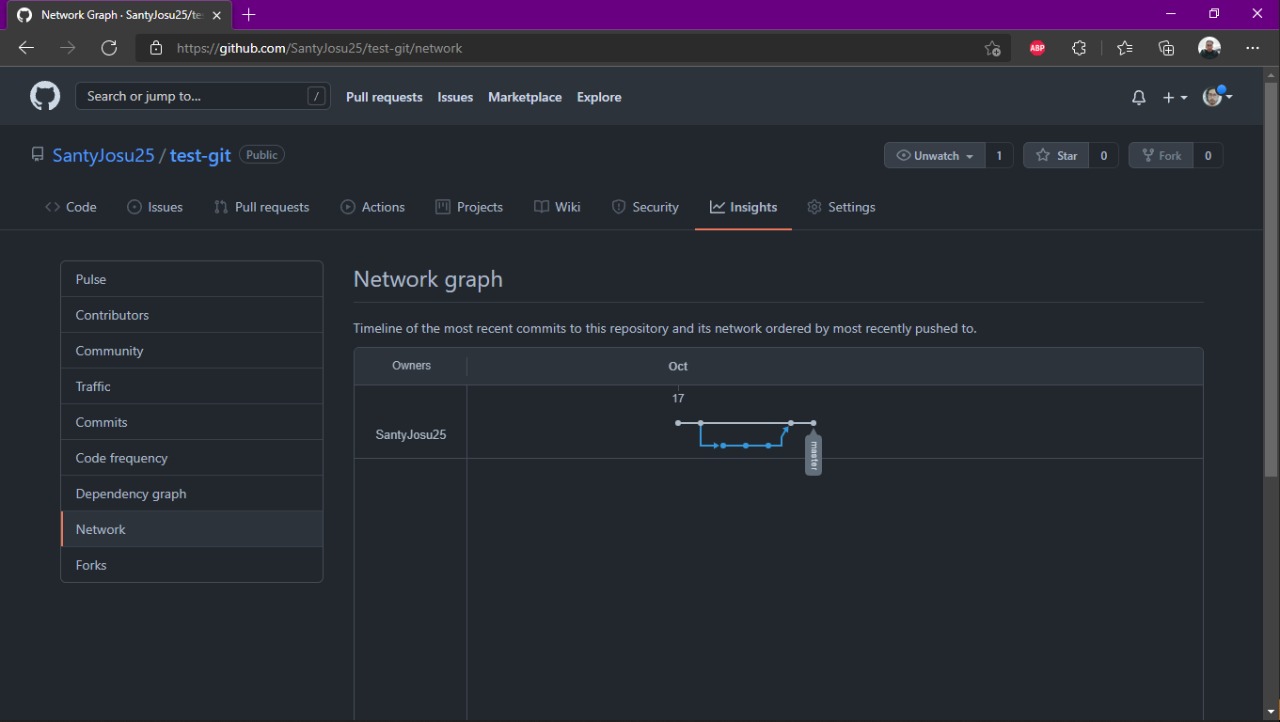 Network Graph · SantyJosu25/te
https://github.com/SantyJosu25/test-git/network
ABP
Search or jump to...
/
Pull requests
Issues
Marketplace
Explore
SantyJosu25 / test-git
Public
Unwatch
1
Star
0
Fork
0
Code
Issues
Pull requests
Actions
Projects
Wiki
Security
Insights
Settings
Pulse
Contributors
Community
Traffic
Commits
Code frequency
Dependency graph
Network
Forks
Network graph
Timeline of the most recent commits to this repository and its network ordered by most recently pushed to.
Owners
Oct
17
SantyJosu25
master